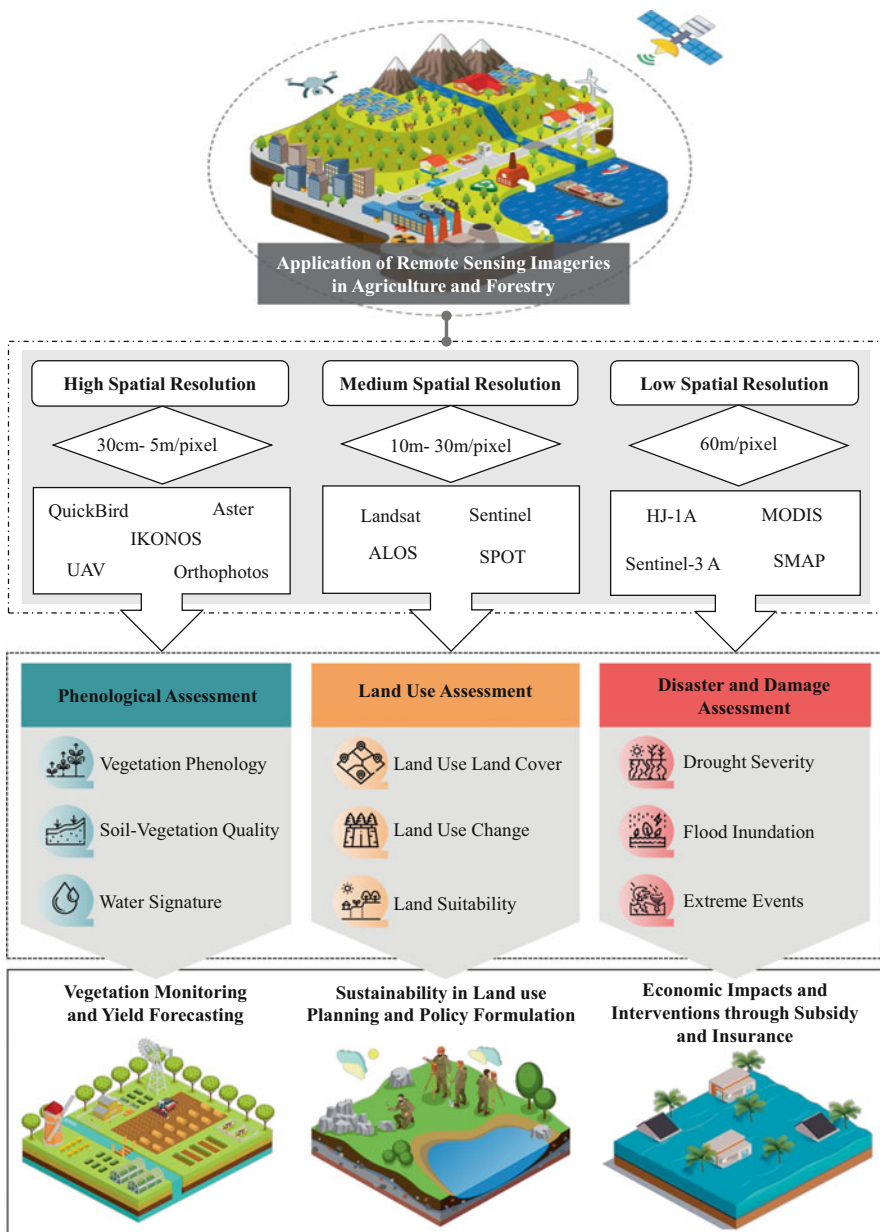 Application of Remote Sensing Imageries
in Agriculture and Forestry
High Spatial Resolution
Medium Spatial Resolution
Low Spatial Resolution
30cm- 5m/pixel
10m- 30m/pixel
60m/pixel
QuickBird
Aster
IKONOS
UAV
Orthophotos
Landsat
Sentinel
ALOS
SPOT
HJ-1A
MODIS
Sentinel-3 A
SMAP
Phenological Assessment
Vegetation Phenology
Soil-Vegetation Quality
Water Signature
Land Use Assessment
Land Use Land Cover
Land Use Change
Land Suitability
Disaster and Damage
Assessment
Drought Severity
Flood Inundation
Extreme Events
Vegetation Monitoring
and Yield Forecasting
Sustainability in Land use
Planning and Policy Formulation
Economic Impacts and
Interventions through Subsidy
and Insurance